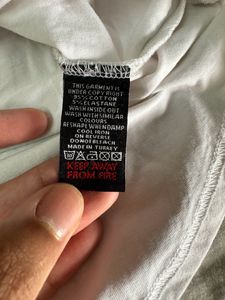 THIS GARMENT IS
UNDER COPY RIGHT
95% COTTON
5% ELASTANE
WASH INSIDE OUT
WASH WITH SIMILAR
COLOURS
RESHAPE WHEN DAMP
COOL IRON
ON REVERSE
DO NOT BLEACH
MADE IN TURKEY
KEEP AWAY
FROM FIRE